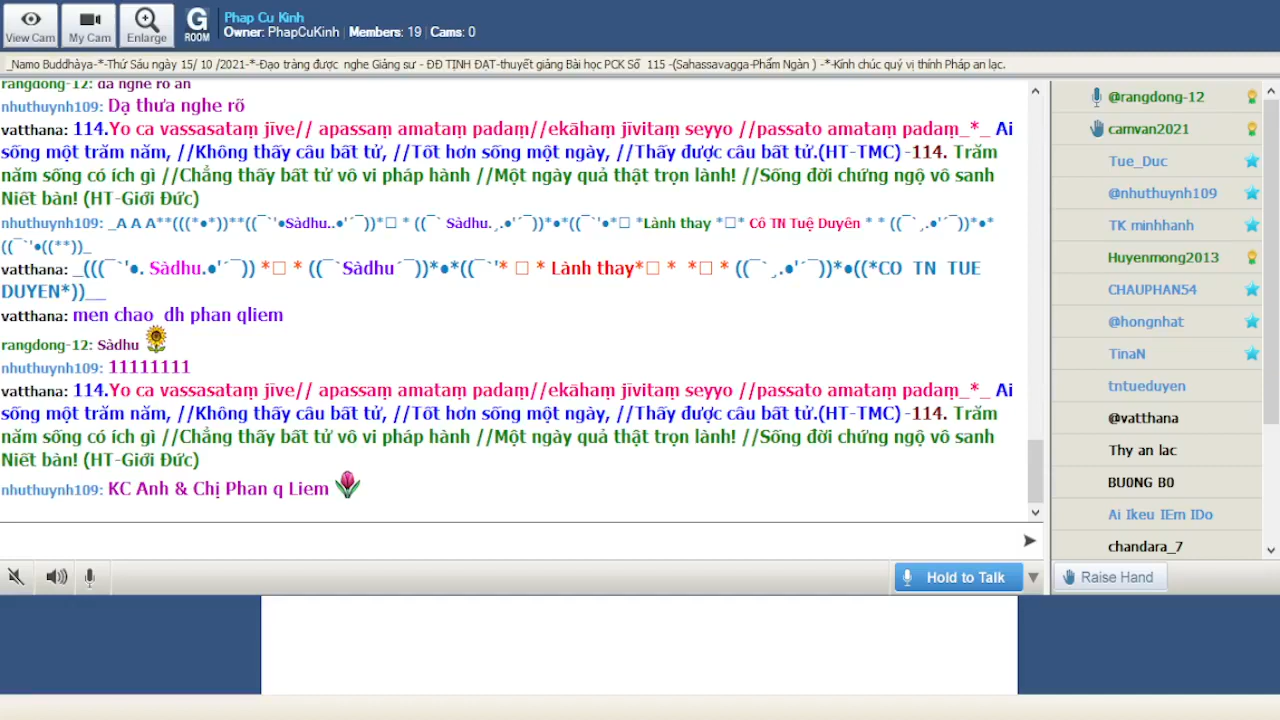 View Cam
My Cam
Enlarge
G
ROOM
Phap Cu Kinh
Owner: PhapCuKinh | Members: 19 | Cams: 0
_Namo Buddhàya-*-Thứ Sáu ngày 15/ 10 /2021-*-Đạo tràng được nghe Giảng sư - ĐĐ TỊNH ĐẠT-thuyết giảng Bài học PCK Số 115 -(Sahassavagga-Phẩm Ngàn ) -*-Kính chúc quý vị thính Pháp an lạc.
rangdong-12: da nghe ro an
nhuthuynh109: Dạ thưa nghe rõ
vatthana: 114.Yo ca vassasataṃ jīve// apassaṃ amataṃ padaṃ//ekāhaṃ jīvitaṃ seyyo //passato amataṃ padaṃ_*_ Ai
sống một trăm năm, //Không thấy câu bất tử, //Tốt hơn sống một ngày, //Thấy được câu bất tử.(HT-TMC) -114. Trăm
năm sống có ích gì //Chẳng thấy bất tử vô vi pháp hành //Một ngày quả thật trọn lành! //Sống đời chứng ngộ vô sanh
Niết bàn! (HT-Giới Đức)
nhuthuynh109: _A A A**(((*•*))**((¯`'•Sàdhu..•'´¯))*□ * ((¯` Sàdhu.¸.•'´¯))*•*((¯`'•*□ *Lành thay *□* Cô TN Tuệ Duyên * * ((¯`¸.•'´¯))*•*
((¯`'•((**))_
vatthana: _(((¯`'•. Sàdhu.•'´¯)) *□ * ((¯`Sàdhu´¯))*•*((¯`'* □ * Lành thay*□ * *□ * ((¯`¸.•'´¯))*•((*CO TN TUE
DUYEN*))__
vatthana: men chao dh phan qliem
rangdong-12: Sàdhu
nhuthuynh109: 11111111
vatthana: 114.Yo ca vassasataṃ jīve// apassaṃ amataṃ padaṃ//ekāhaṃ jīvitaṃ seyyo //passato amataṃ padaṃ_*_ Ai
sống một trăm năm, //Không thấy câu bất tử, //Tốt hơn sống một ngày, //Thấy được câu bất tử.(HT-TMC) -114. Trăm
năm sống có ích gì //Chẳng thấy bất tử vô vi pháp hành //Một ngày quả thật trọn lành! //Sống đời chứng ngộ vô sanh
Niết bàn! (HT-Giới Đức)
nhuthuynh109: KC Anh & Chị Phan q Liem
@rangdong-12
camvan2021
Tue_Duc
@nhuthuynh109
TK minhhanh
Huyenmong2013
CHAUPHAN54
@hongnhat
TinaN
tntueduyen
@vatthana
Thy an lac
BU0NG B0
Ai Ikeu IEm IDo
chandara_7
Hold to Talk
Raise Hand